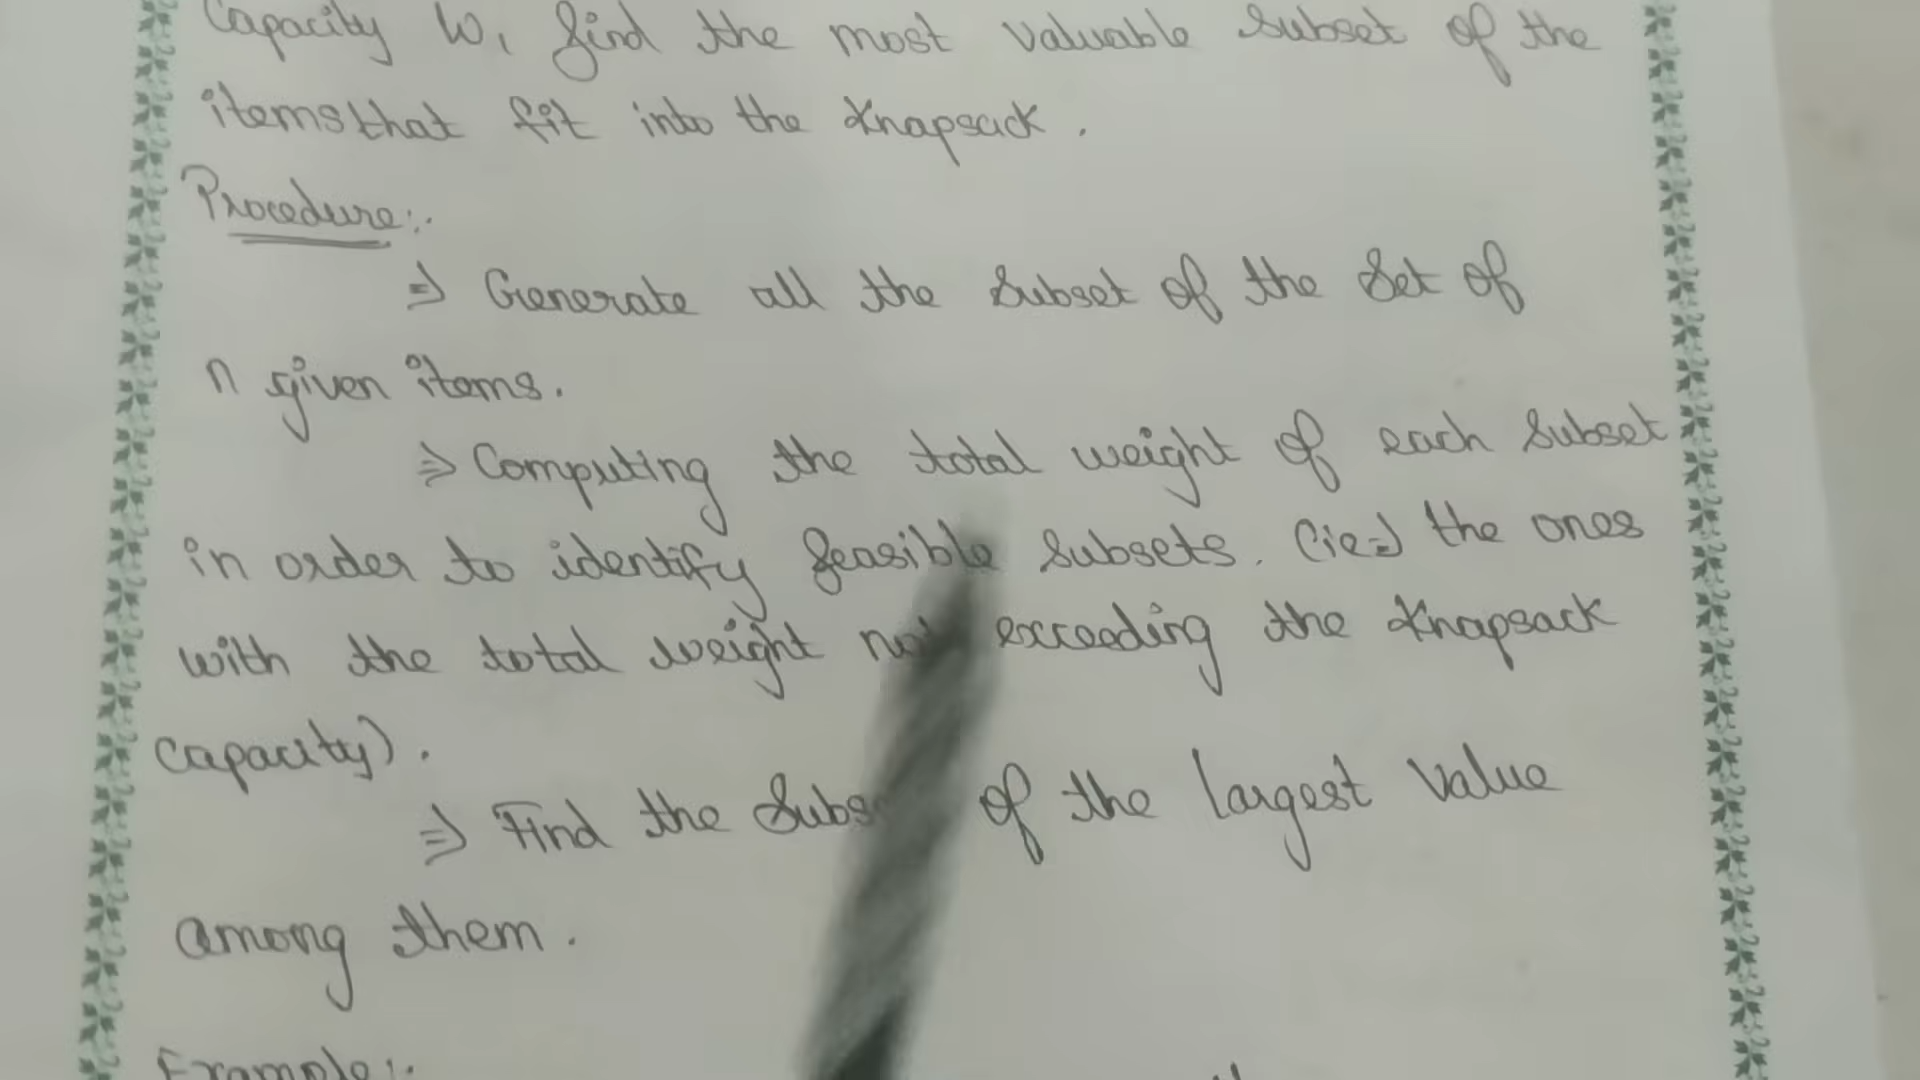 Capacity W, find the most valuable subset of the
items that fit into the Knapsack.
Procedure:-
⇒ Generate all the Subset of the Set of
n given items.
⇒ Computing the total weight of each Subset
in order to identify feasible Subsets. (ie⇒ the ones
with the total weight not exceeding the Knapsack
Capacity).
⇒ Find the of the largest Value
among them.
Example:-